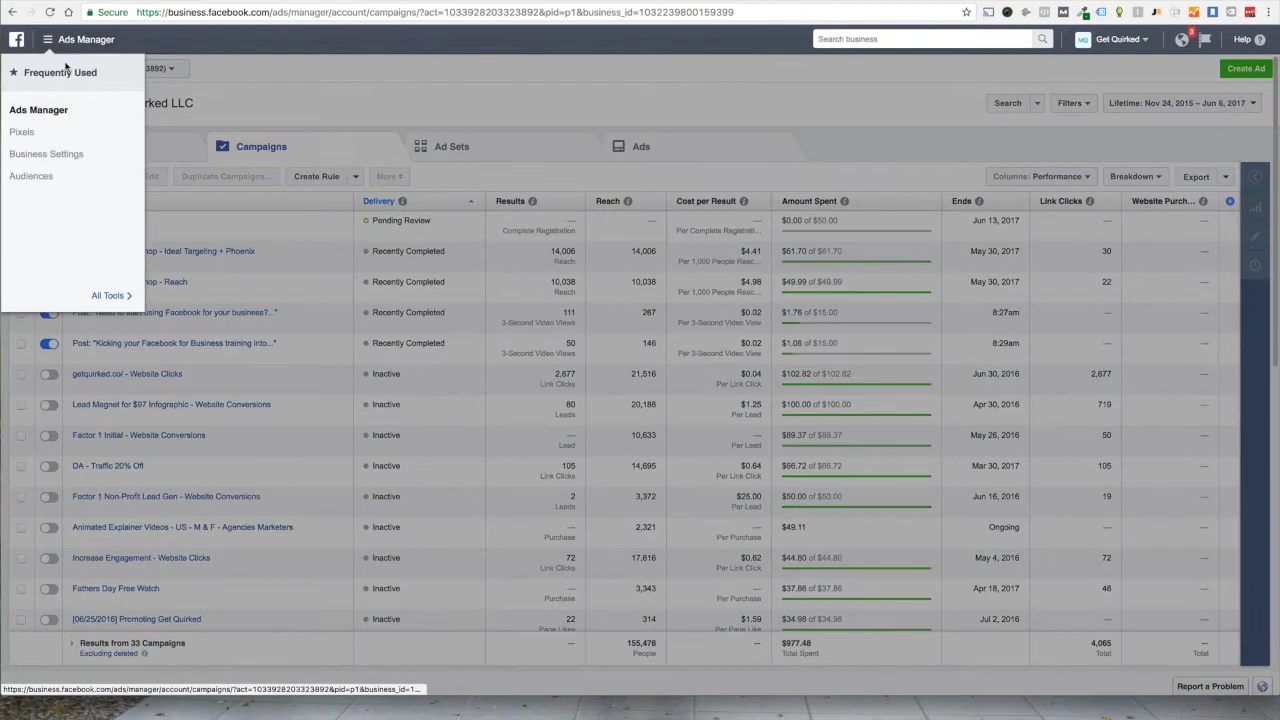 Secure https://business.facebook.com/ads/manager/account/campaigns/?act=1033928203323892&pid=p1&business_id=1032239800159399
Ads Manager
Search business
MQ Get Quirked
3
Help
Frequently Used
3892)
Create Ad
Ads Manager
rked LLC
Search
Filters
Lifetime: Nov 24, 2015 – Jun 6, 2017
Pixels
Business Settings
Campaigns
Ad Sets
Ads
Audiences
Edit
Duplicate Campaigns...
Create Rule
More
Columns: Performance
Breakdown
Export
Delivery
Results
Reach
Cost per Result
Amount Spent
Ends
Link Clicks
Website Purch...
Pending Review — — — $0.00 of $50.00 Jun 13, 2017 — —
Complete Registration Per Complete Registrati...
hop - Ideal Targeting + Phoenix Recently Completed 14,006 14,006 $4.41 $61.70 of $61.70 May 30, 2017 30 —
Reach Per 1,000 People Reac...
hop - Reach Recently Completed 10,038 10,038 $4.98 $49.99 of $49.99 May 30, 2017 22 —
Reach Per 1,000 People Reac...
All Tools
Post: "Need to start using Facebook for your business?..." Recently Completed 111 267 $0.02 $1.76 of $15.00 8:27am — —
3-Second Video Views Per 3-Second Video View
Post: "Kicking your Facebook for Business training into..." Recently Completed 50 146 $0.02 $1.08 of $15.00 8:29am — —
3-Second Video Views Per 3-Second Video View
getquirked.co/ - Website Clicks Inactive 2,677 21,516 $0.04 $102.82 of $102.82 Jun 30, 2016 2,677 —
Link Clicks Per Link Click
Lead Magnet for $97 Infographic - Website Conversions Inactive 80 20,188 $1.25 $100.00 of $100.00 Apr 30, 2016 719 —
Leads Per Lead
Factor 1 Initial - Website Conversions Inactive — 10,633 — $89.37 of $89.37 May 26, 2016 50 —
Lead Per Lead
DA - Traffic 20% Off Inactive 105 14,695 $0.64 $66.72 of $66.72 Mar 30, 2016 105 —
Link Clicks Per Link Click
Factor 1 Non-Profit Lead Gen - Website Conversions Inactive 2 3,372 $25.00 $50.00 of $50.00 Jun 16, 2016 19 —
Leads Per Lead
Animated Explainer Videos - US - M & F - Agencies Marketers Inactive — 2,321 — $49.11 Ongoing — —
Purchase Per Purchase
Increase Engagement - Website Clicks Inactive 72 17,616 $0.62 $44.80 of $44.80 May 4, 2016 72 —
Link Clicks Per Link Click
Fathers Day Free Watch Inactive — 3,343 — $37.86 of $37.86 Apr 18, 2017 46 —
Purchase Per Purchase
[06/25/2016] Promoting Get Quirked Inactive 22 314 $1.59 $34.98 of $34.98 Jul 2, 2016 — —
Page Likes Per Page Like
Results from 33 Campaigns — 155,478 — $977.48 4,065 —
Excluding deleted People Total Spent Total Total
https://business.facebook.com/ads/manager/account/campaigns/?act=1033928203323892&pid=p1&business_id=1...
Report a Problem